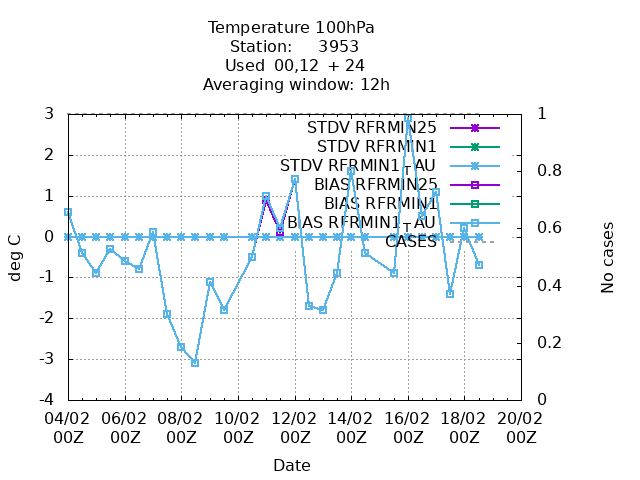 Temperature 100hPa
Station: 3953
Used 00,12 + 24
Averaging window: 12h
3
2
1
0
-1
-2
-3
-4
deg C
1
0.8
0.6
0.4
0.2
0
No cases
STDV RFRMIN25
STDV RFRMIN1
STDV RFRMIN1_AU
BIAS RFRMIN25
BIAS RFRMIN1
BIAS RFRMIN1_AU
CASES
04/02 06/02 08/02 10/02 12/02 14/02 16/02 18/02 20/02
00Z 00Z 00Z 00Z 00Z 00Z 00Z 00Z 00Z
Date